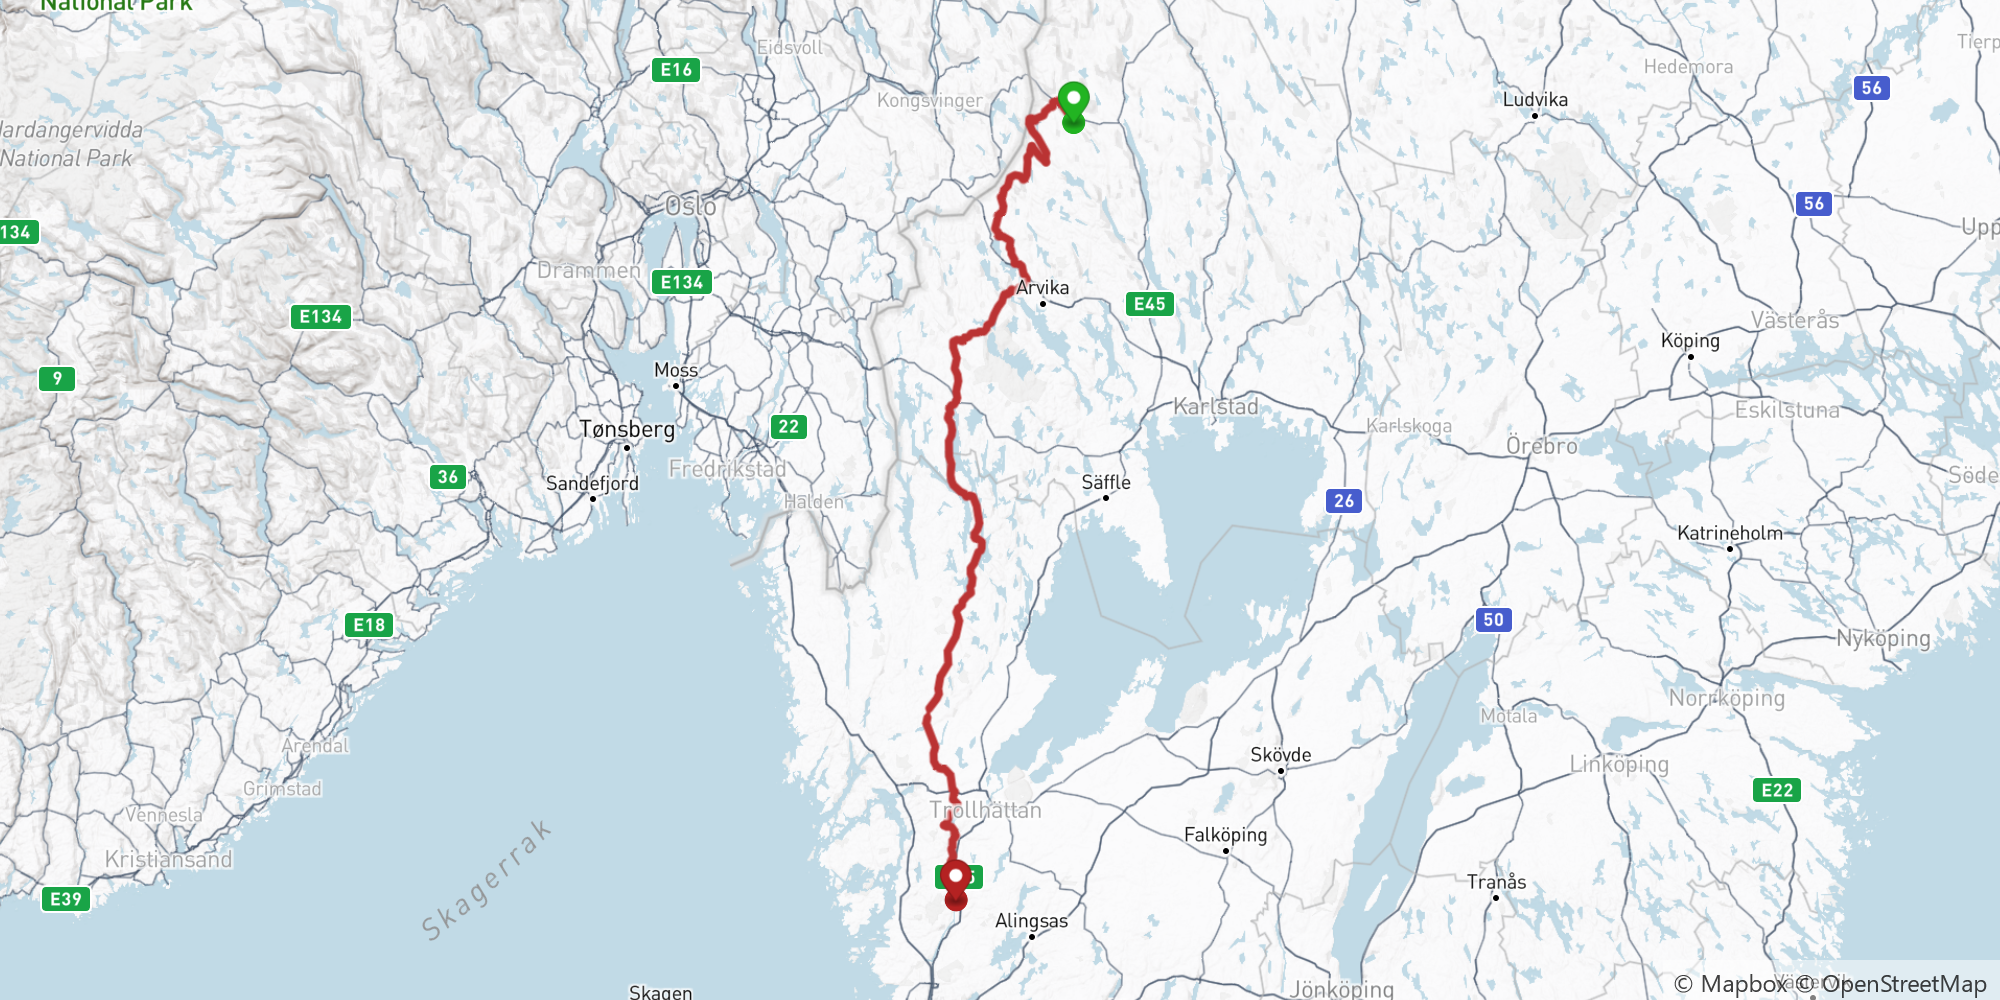 National Park
Eidsvoll
Tierp
E16
Hedemora
56
Kongsvinger
Ludvika
Hardangervidda
National Park
56
Oslo
Upp
134
Drammen
E134
Arvika
E45
E134
Västerås
Köping
Moss
9
Eskilstuna
Karlstad
22
Karlskoga
Tønsberg
Örebro
Fredrikstad
36
Söde
Sandefjord
Säffle
Halden
26
Katrineholm
E18
50
Nyköping
Norrköping
Motala
Arendal
Skövde
Linköping
Grimstad
E22
Trollhättan
Vennesla
Falköping
Kristiansand
Skagerrak
5
Tranås
E39
Alingsås
Jönköping
Skagen
Västervik
© Mapbox © OpenStreetMap